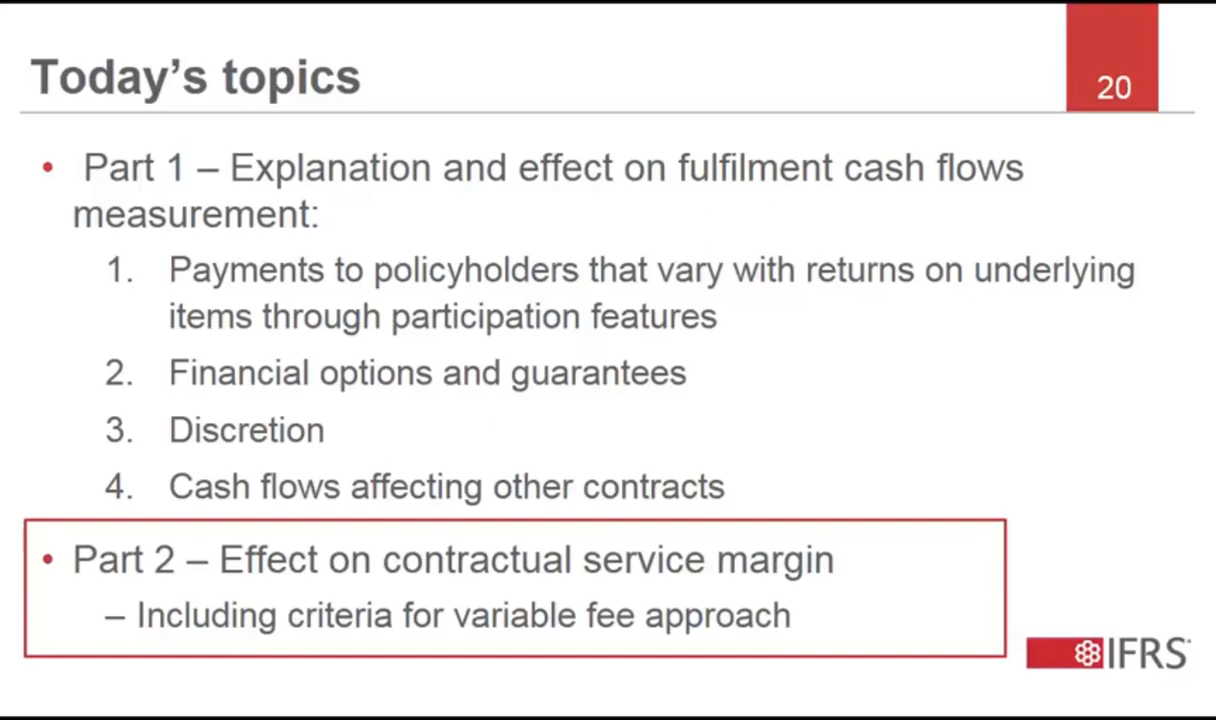 Today's topics
20
• Part 1 – Explanation and effect on fulfilment cash flows
measurement:
1. Payments to policyholders that vary with returns on underlying
items through participation features
2. Financial options and guarantees
3. Discretion
4. Cash flows affecting other contracts
• Part 2 – Effect on contractual service margin
– Including criteria for variable fee approach
IFRS